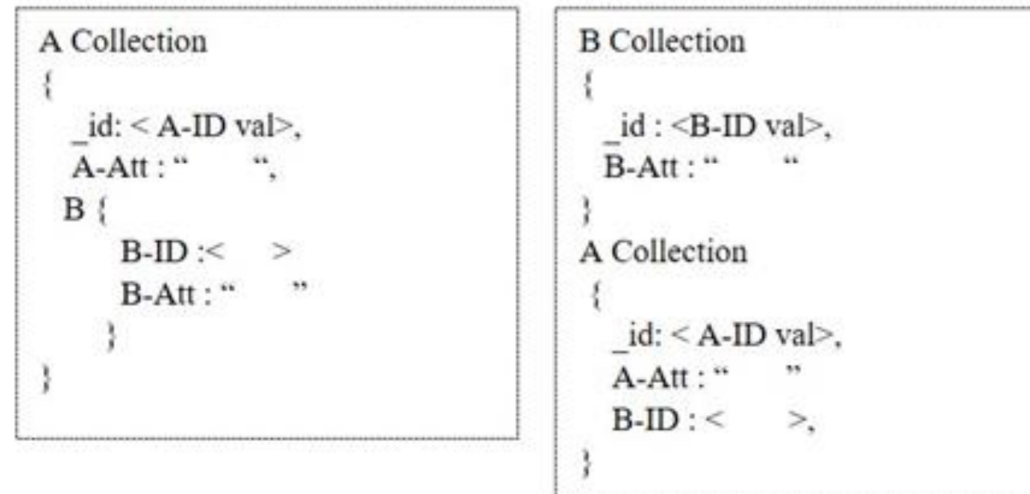 A Collection
{
_id: < A-ID val>,
A-Att : “ “,
B {
B-ID :< >
B-Att : “ ”
}
}
B Collection
{
_id : <B-ID val>,
B-Att : “ “
}
A Collection
{
_id: < A-ID val>,
A-Att : “ ”
B-ID : < >,
}